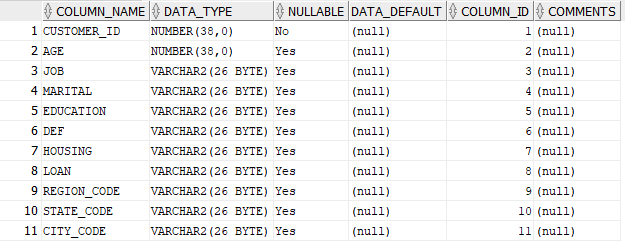 COLUMN_NAME DATA_TYPE NULLABLE DATA_DEFAULT COLUMN_ID COMMENTS
1 CUSTOMER_ID NUMBER(38,0) No (null) 1 (null)
2 AGE NUMBER(38,0) Yes (null) 2 (null)
3 JOB VARCHAR2(26 BYTE) Yes (null) 3 (null)
4 MARITAL VARCHAR2(26 BYTE) Yes (null) 4 (null)
5 EDUCATION VARCHAR2(26 BYTE) Yes (null) 5 (null)
6 DEF VARCHAR2(26 BYTE) Yes (null) 6 (null)
7 HOUSING VARCHAR2(26 BYTE) Yes (null) 7 (null)
8 LOAN VARCHAR2(26 BYTE) Yes (null) 8 (null)
9 REGION_CODE VARCHAR2(26 BYTE) Yes (null) 9 (null)
10 STATE_CODE VARCHAR2(26 BYTE) Yes (null) 10 (null)
11 CITY_CODE VARCHAR2(26 BYTE) Yes (null) 11 (null)